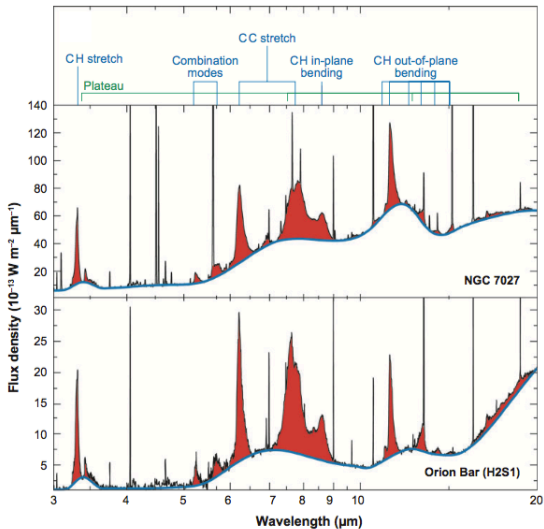 CC stretch
CH stretch
Combination
modes
CH in-plane
bending
CH out-of-plane
bending
Plateau
140
120
100
80
60
40
20
NGC 7027
Flux density (10⁻¹³ W m⁻² μm⁻¹)
30
25
20
15
10
5
Orion Bar (H2S1)
3 4 5 6 7 8 9 10 20
Wavelength (μm)